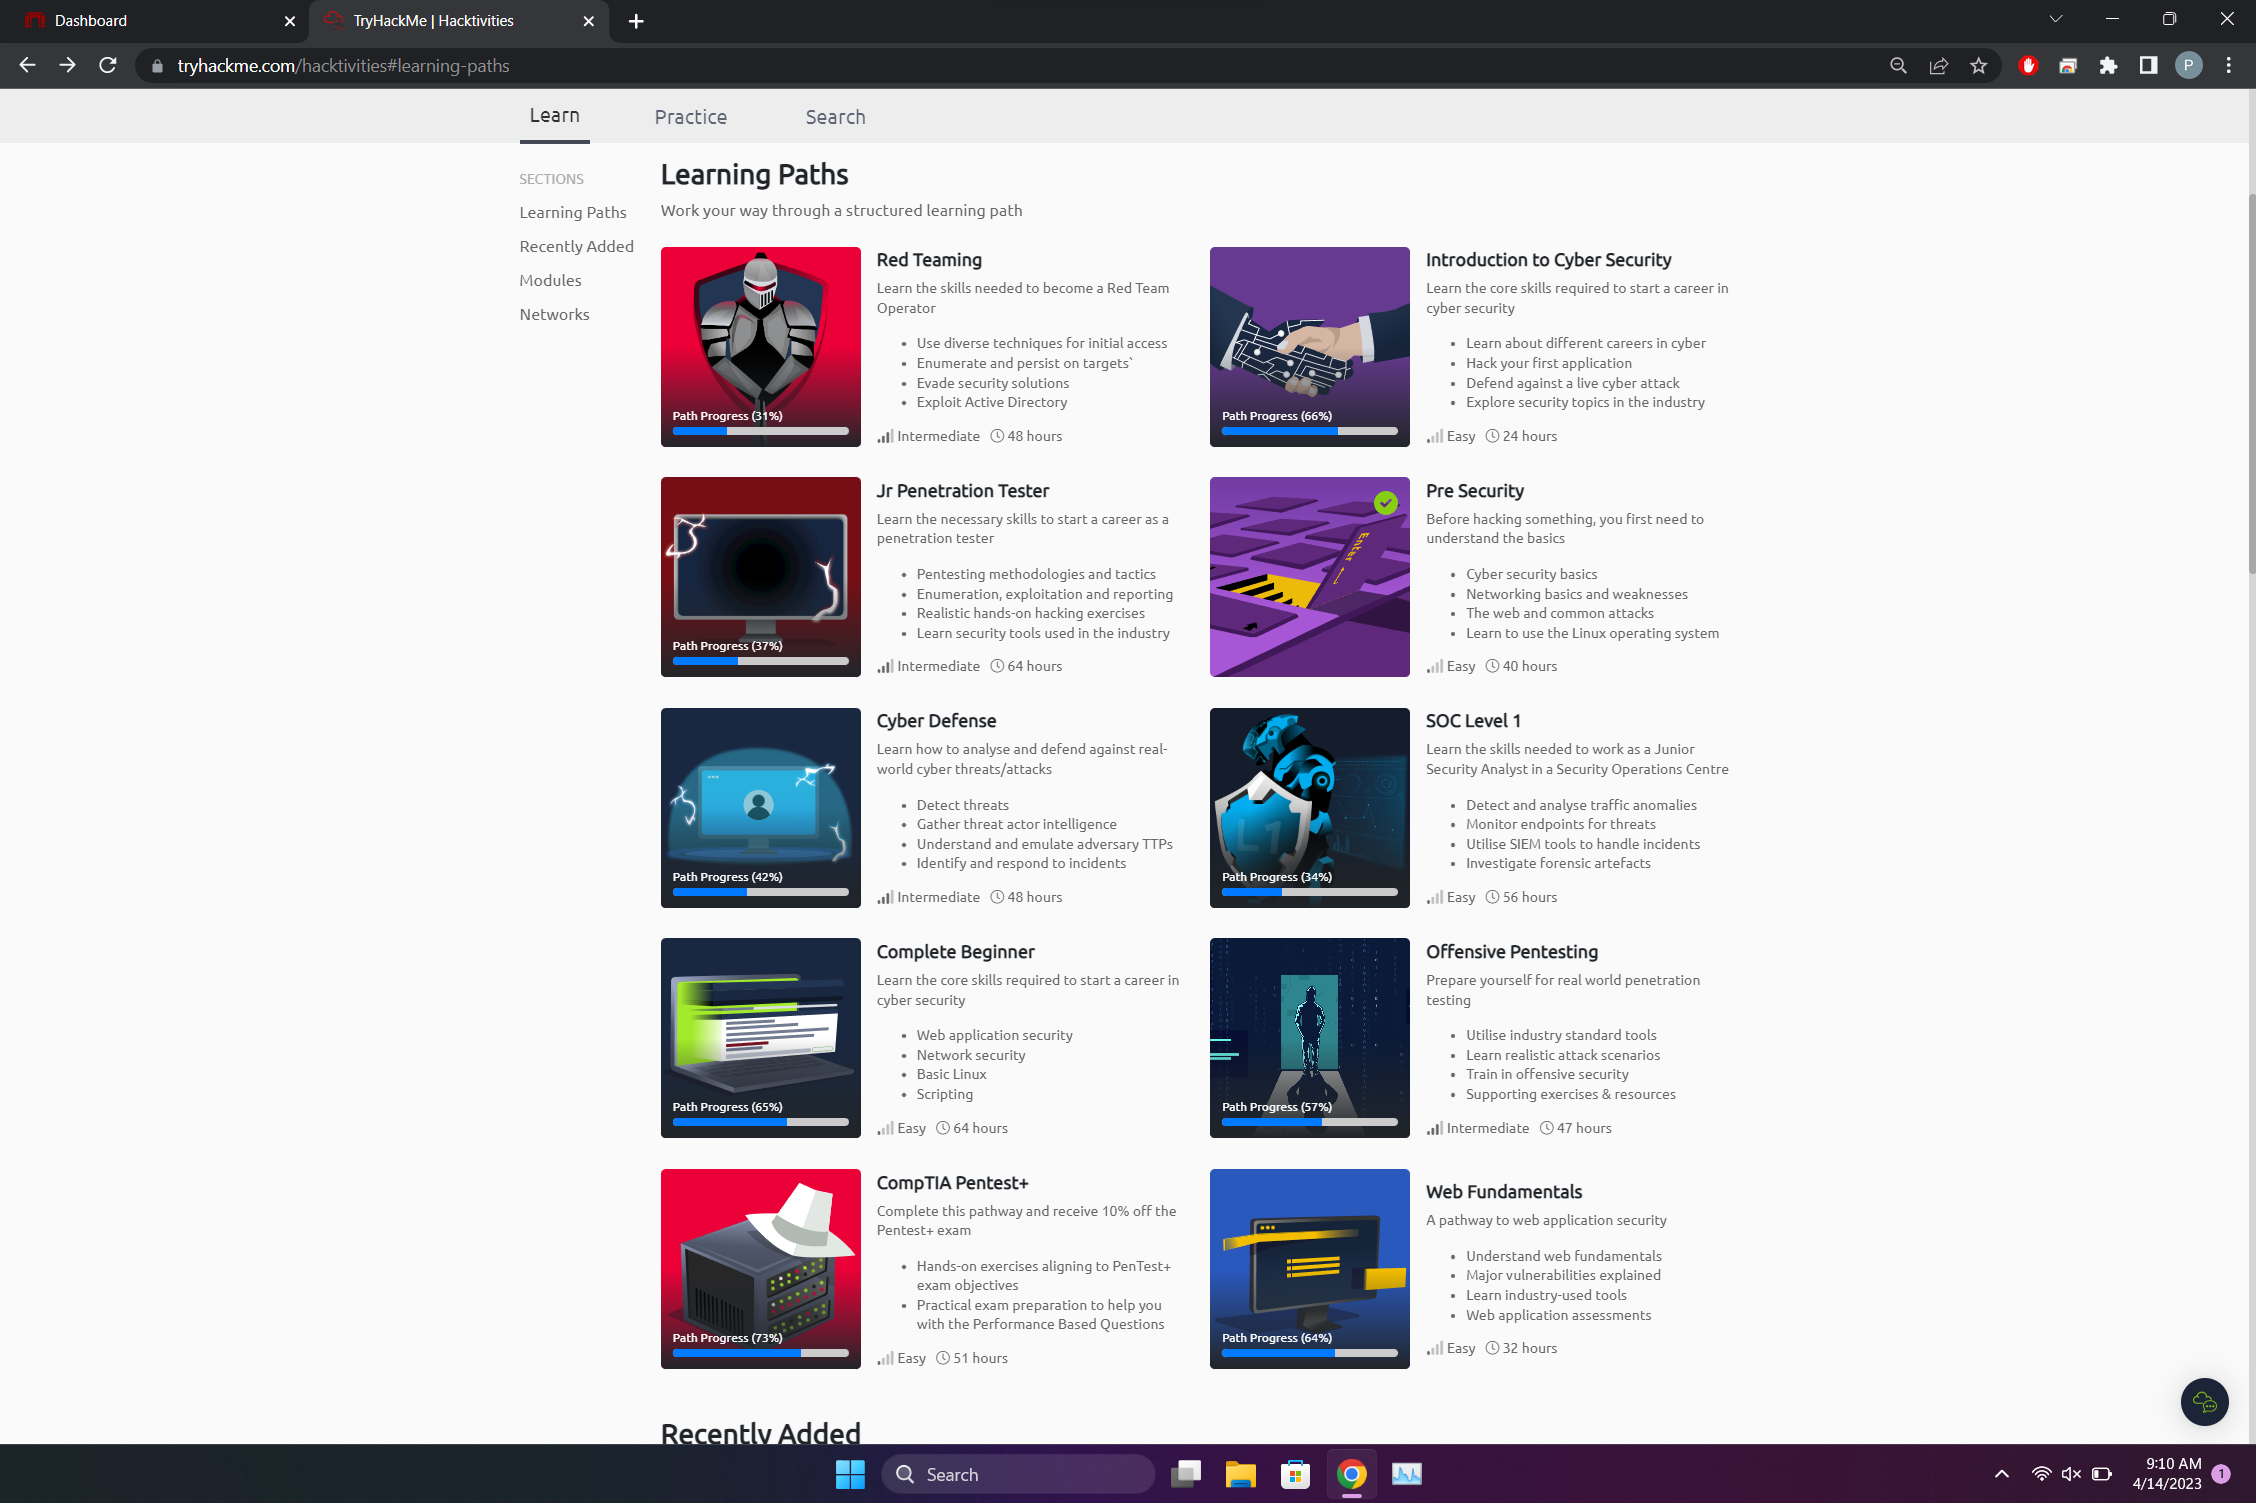 Dashboard
TryHackMe | Hacktivities
tryhackme.com/hacktivities#learning-paths
P
Learn
Practice
Search
SECTIONS
Learning Paths
Recently Added
Modules
Networks
Learning Paths
Work your way through a structured learning path
Path Progress (31%)
Red Teaming
Learn the skills needed to become a Red Team
Operator
• Use diverse techniques for initial access
• Enumerate and persist on targets`
• Evade security solutions
• Exploit Active Directory
Intermediate 48 hours
Path Progress (66%)
Introduction to Cyber Security
Learn the core skills required to start a career in
cyber security
• Learn about different careers in cyber
• Hack your first application
• Defend against a live cyber attack
• Explore security topics in the industry
Easy 24 hours
Path Progress (37%)
Jr Penetration Tester
Learn the necessary skills to start a career as a
penetration tester
• Pentesting methodologies and tactics
• Enumeration, exploitation and reporting
• Realistic hands-on hacking exercises
• Learn security tools used in the industry
Intermediate 64 hours
Enter
Pre Security
Before hacking something, you first need to
understand the basics
• Cyber security basics
• Networking basics and weaknesses
• The web and common attacks
• Learn to use the Linux operating system
Easy 40 hours
Path Progress (42%)
Cyber Defense
Learn how to analyse and defend against real-
world cyber threats/attacks
• Detect threats
• Gather threat actor intelligence
• Understand and emulate adversary TTPs
• Identify and respond to incidents
Intermediate 48 hours
L1
Path Progress (34%)
SOC Level 1
Learn the skills needed to work as a Junior
Security Analyst in a Security Operations Centre
• Detect and analyse traffic anomalies
• Monitor endpoints for threats
• Utilise SIEM tools to handle incidents
• Investigate forensic artefacts
Easy 56 hours
Path Progress (65%)
Complete Beginner
Learn the core skills required to start a career in
cyber security
• Web application security
• Network security
• Basic Linux
• Scripting
Easy 64 hours
Path Progress (57%)
Offensive Pentesting
Prepare yourself for real world penetration
testing
• Utilise industry standard tools
• Learn realistic attack scenarios
• Train in offensive security
• Supporting exercises & resources
Intermediate 47 hours
Path Progress (73%)
CompTIA Pentest+
Complete this pathway and receive 10% off the
Pentest+ exam
• Hands-on exercises aligning to PenTest+
exam objectives
• Practical exam preparation to help you
with the Performance Based Questions
Easy 51 hours
Path Progress (64%)
Web Fundamentals
A pathway to web application security
• Understand web fundamentals
• Major vulnerabilities explained
• Learn industry-used tools
• Web application assessments
Easy 32 hours
Recently Added
Search
9:10 AM
4/14/2023
1